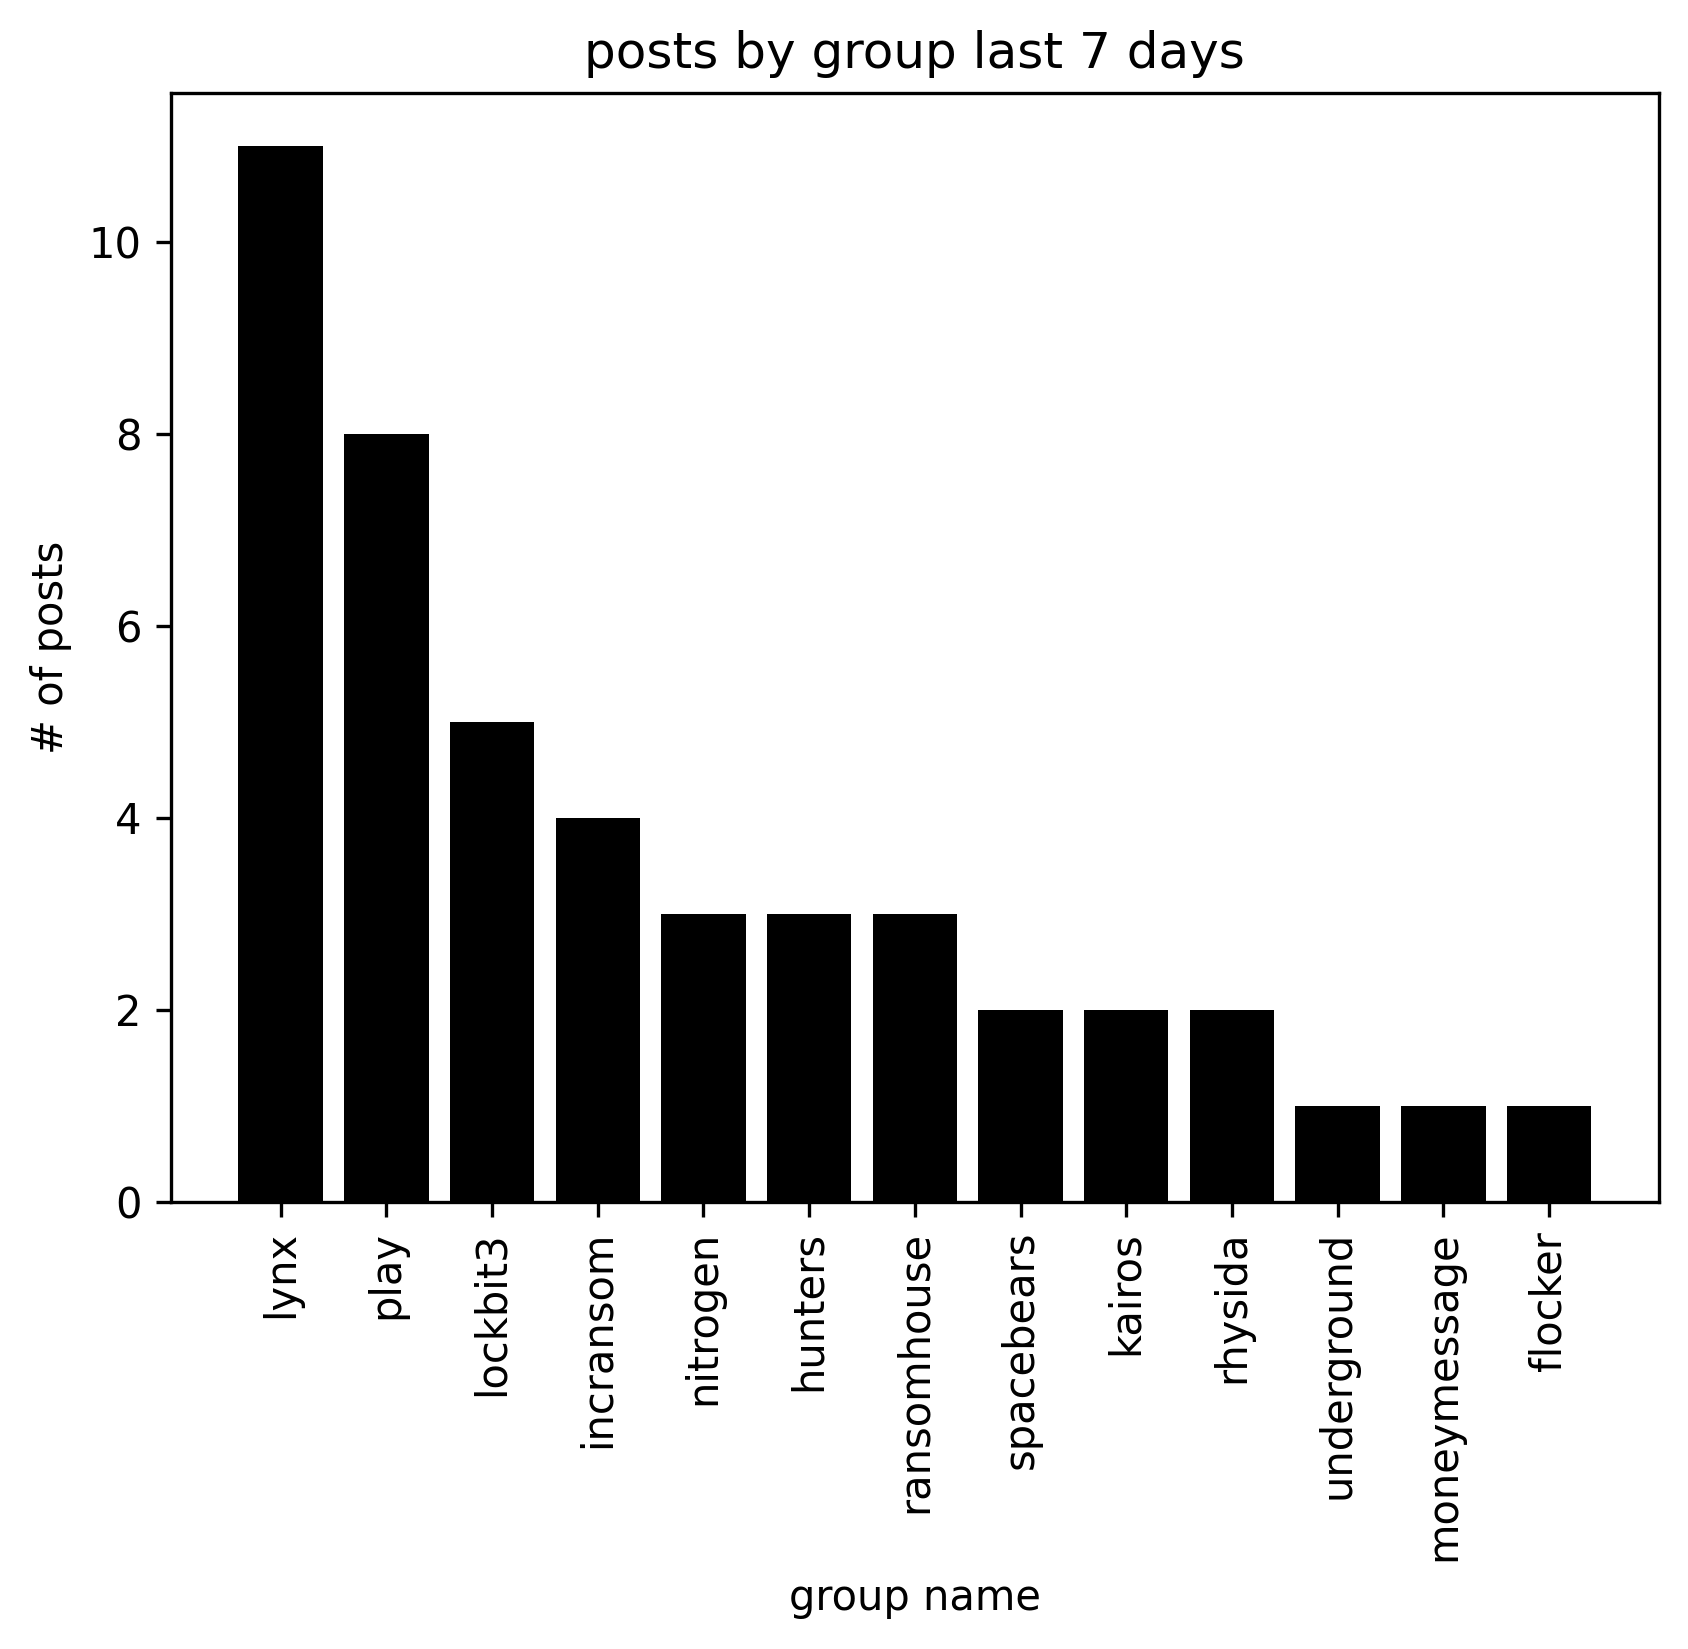 posts by group last 7 days
10
8
6
4
2
0
# of posts
lynx
play
lockbit3
incransom
nitrogen
hunters
ransomhouse
spacebears
kairos
rhysida
underground
moneymessage
flocker
group name